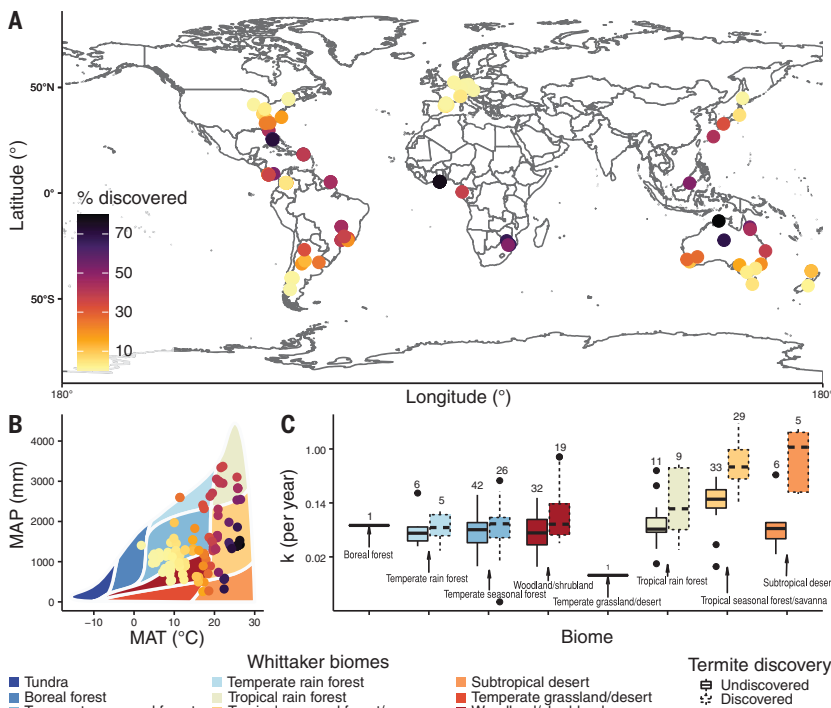 A
50°N
0°
50°S
Latitude (°)
% discovered
70
50
30
10
180°
180°
Longitude (°)
B
4000
3000
2000
1000
0
MAP (mm)
−10
0
10
20
30
MAT (°C)
C
1.00
0.14
0.02
k (per year)
1
6
5
42
26
32
19
1
11
9
33
29
6
5
Boreal forest
Temperate rain forest
Temperate seasonal forest
Woodland/shrubland
Temperate grassland/desert
Tropical rain forest
Tropical seasonal forest/savanna
Subtropical desert
Biome
Whittaker biomes
Tundra
Boreal forest
Temperate rain forest
Tropical rain forest
Subtropical desert
Temperate grassland/desert
Termite discovery
Undiscovered
Discovered